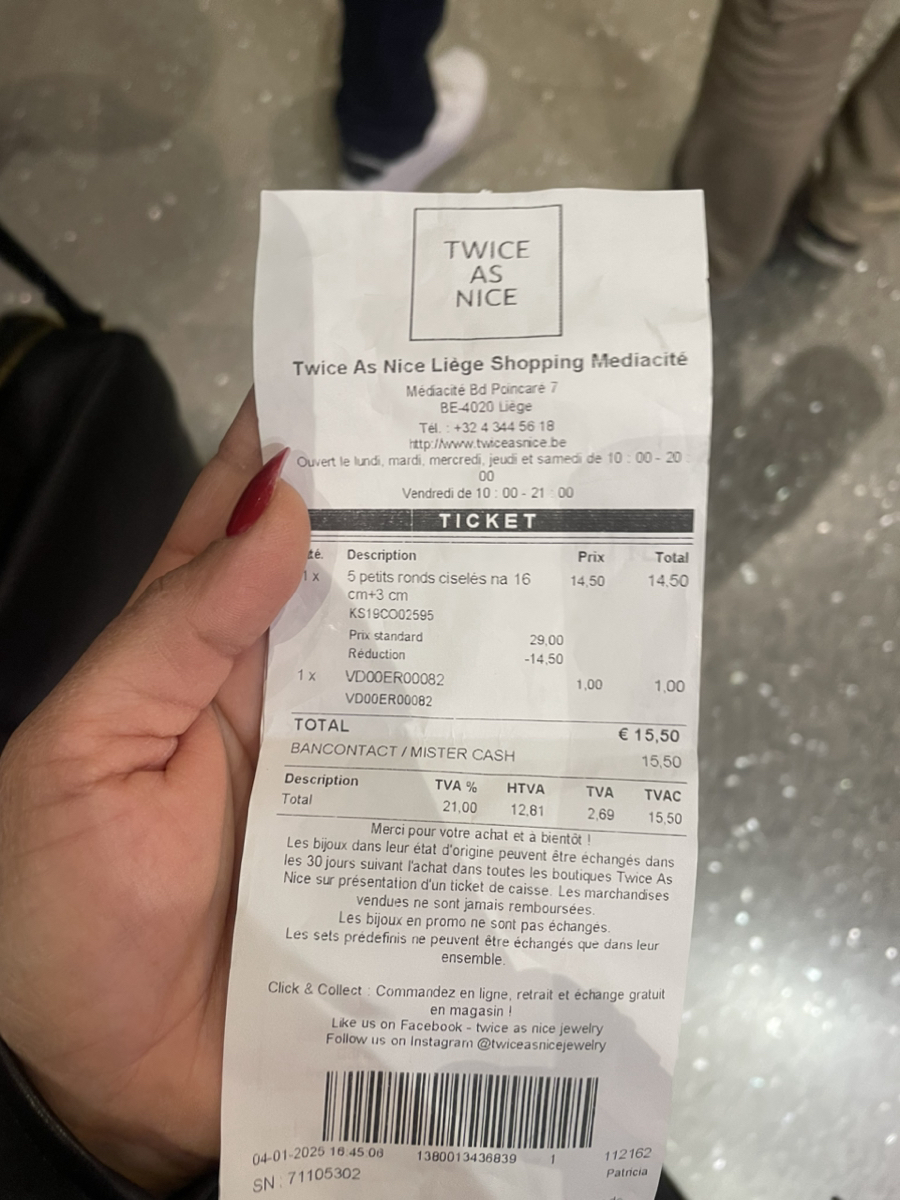 TWICE
AS
NICE
Twice As Nice Liège Shopping Mediacité
Médiacité Bd Poincaré 7
BE-4020 Liège
Tél. : +32 4 344 56 18
http://www.twiceasnice.be
Ouvert le lundi, mardi, mercredi, jeudi et samedi de 10 : 00 - 20 :
00
Vendredi de 10 : 00 - 21 : 00
TICKET
té. Description Prix Total
1 x 5 petits ronds ciselés na 16 14,50 14,50
cm+3 cm
KS19CO02595
Prix standard 29,00
Réduction -14,50
1 x VD00ER00082 1,00 1,00
VD00ER00082
TOTAL € 15,50
BANCONTACT / MISTER CASH 15,50
Description TVA % HTVA TVA TVAC
Total 21,00 12,81 2,69 15,50
Merci pour votre achat et à bientôt !
Les bijoux dans leur état d'origine peuvent être échangés dans
les 30 jours suivant l'achat dans toutes les boutiques Twice As
Nice sur présentation d'un ticket de caisse. Les marchandises
vendues ne sont jamais remboursées.
Les bijoux en promo ne sont pas échangés.
Les sets prédefinis ne peuvent être échangés que dans leur
ensemble.
Click & Collect : Commandez en ligne, retrait et échange gratuit
en magasin !
Like us on Facebook - twice as nice jewelry
Follow us on Instagram @twiceasnicejewelry
04-01-2025 16:45:06 1380013436839 1 112162
SN : 71105302 Patricia